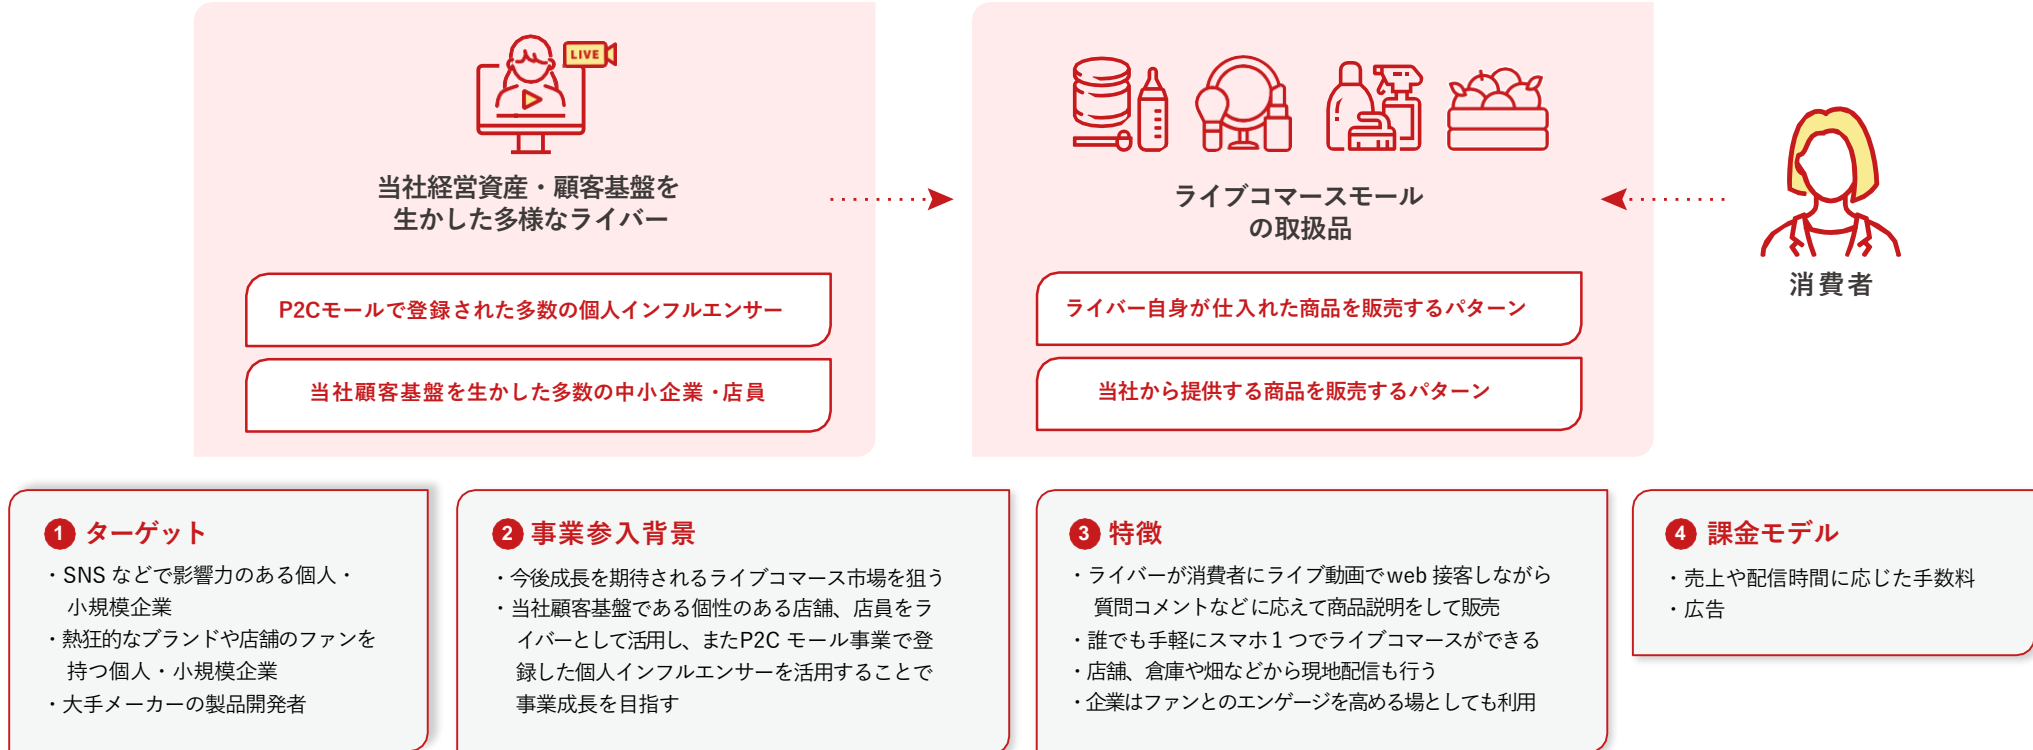 LIVE
当社経営資産・顧客基盤を
生かした多様なライバー
P2Cモールで登録された多数の個人インフルエンサー
当社顧客基盤を生かした多数の中小企業・店員
ライブコマースモール
の取扱品
ライバー自身が仕入れた商品を販売するパターン
当社から提供する商品を販売するパターン
消費者
1 ターゲット
・SNS などで影響力のある個人・
小規模企業
・熱狂的なブランドや店舗のファンを
持つ個人・小規模企業
・大手メーカーの製品開発者
2 事業参入背景
・今後成長を期待されるライブコマース市場を狙う
・当社顧客基盤である個性のある店舗、店員をラ
イバーとして活用し、またP2C モール事業で登
録した個人インフルエンサーを活用することで
事業成長を目指す
3 特徴
・ライバーが消費者にライブ動画でweb 接客しながら
質問コメントなどに応えて商品説明をして販売
・誰でも手軽にスマホ 1 つでライブコマースができる
・店舗、倉庫や畑などから現地配信も行う
・企業はファンとのエンゲージを高める場としても利用
4 課金モデル
・売上や配信時間に応じた手数料
・広告